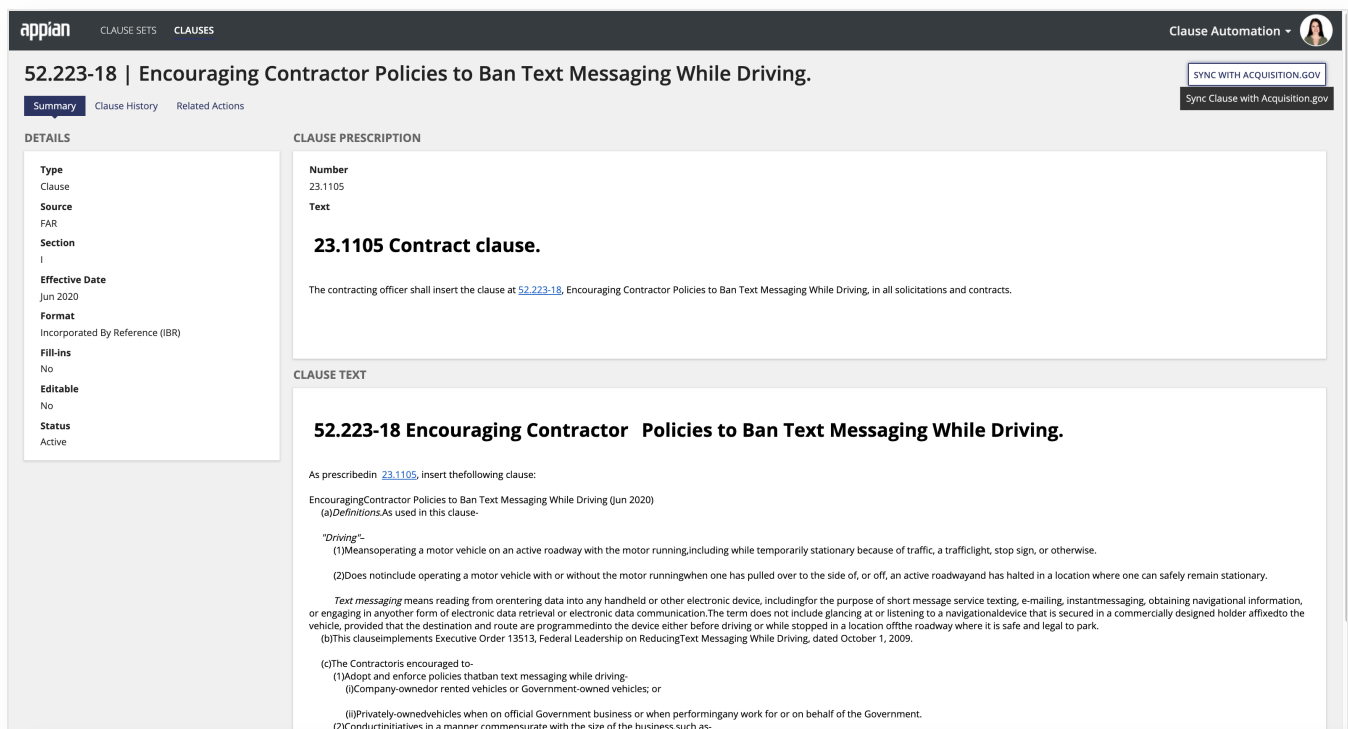 appian CLAUSE SETS CLAUSES Clause Automation
52.223-18 | Encouraging Contractor Policies to Ban Text Messaging While Driving.
SYNC WITH ACQUISITION.GOV
Sync Clause with Acquisition.gov
Summary Clause History Related Actions
DETAILS
Type
Clause
Source
FAR
Section
I
Effective Date
Jun 2020
Format
Incorporated By Reference (IBR)
Fill-ins
No
Editable
No
Status
Active
CLAUSE PRESCRIPTION
Number
23.1105
Text
23.1105 Contract clause.
The contracting officer shall insert the clause at 52.223-18, Encouraging Contractor Policies to Ban Text Messaging While Driving, in all solicitations and contracts.
CLAUSE TEXT
52.223-18 Encouraging Contractor Policies to Ban Text Messaging While Driving.
As prescribedin 23.1105, insert thefollowing clause:
EncouragingContractor Policies to Ban Text Messaging While Driving (Jun 2020)
(a)Definitions.As used in this clause-
"Driving"–
(1)Meansoperating a motor vehicle on an active roadway with the motor running,including while temporarily stationary because of traffic, a trafficlight, stop sign, or otherwise.
(2)Does notinclude operating a motor vehicle with or without the motor runningwhen one has pulled over to the side of, or off, an active roadwayand has halted in a location where one can safely remain stationary.
Text messaging means reading from orentering data into any handheld or other electronic device, includingfor the purpose of short message service texting, e-mailing, instantmessaging, obtaining navigational information,
or engaging in anyother form of electronic data retrieval or electronic data communication.The term does not include glancing at or listening to a navigationaldevice that is secured in a commercially designed holder affixedto the
vehicle, provided that the destination and route are programmedinto the device either before driving or while stopped in a location offthe roadway where it is safe and legal to park.
(b)This clauseimplements Executive Order 13513, Federal Leadership on ReducingText Messaging While Driving, dated October 1, 2009.
(c)The Contractoris encouraged to-
(1)Adopt and enforce policies thatban text messaging while driving-
(i)Company-ownedor rented vehicles or Government-owned vehicles; or
(ii)Privately-ownedvehicles when on official Government business or when performingany work for or on behalf of the Government.
(2)Conductinitiatives in a manner commensurate with the size of the business,such as-